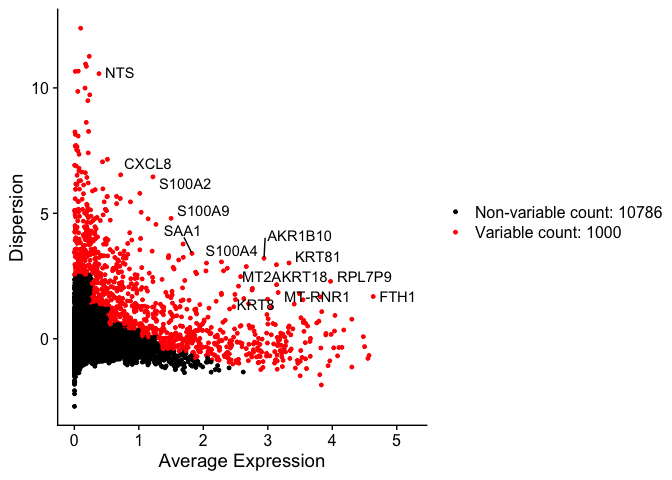 NTS
10
CXCL8
S100A2
S100A9
SAA1
Dispersion
5
Non-variable count: 10786
Variable count: 1000
AKR1B10
S100A4
KRT81
MT2AKRT18
RPL7P9
MT-RNR1
FTH1
KRT8
0
0 1 2 3 4 5
Average Expression